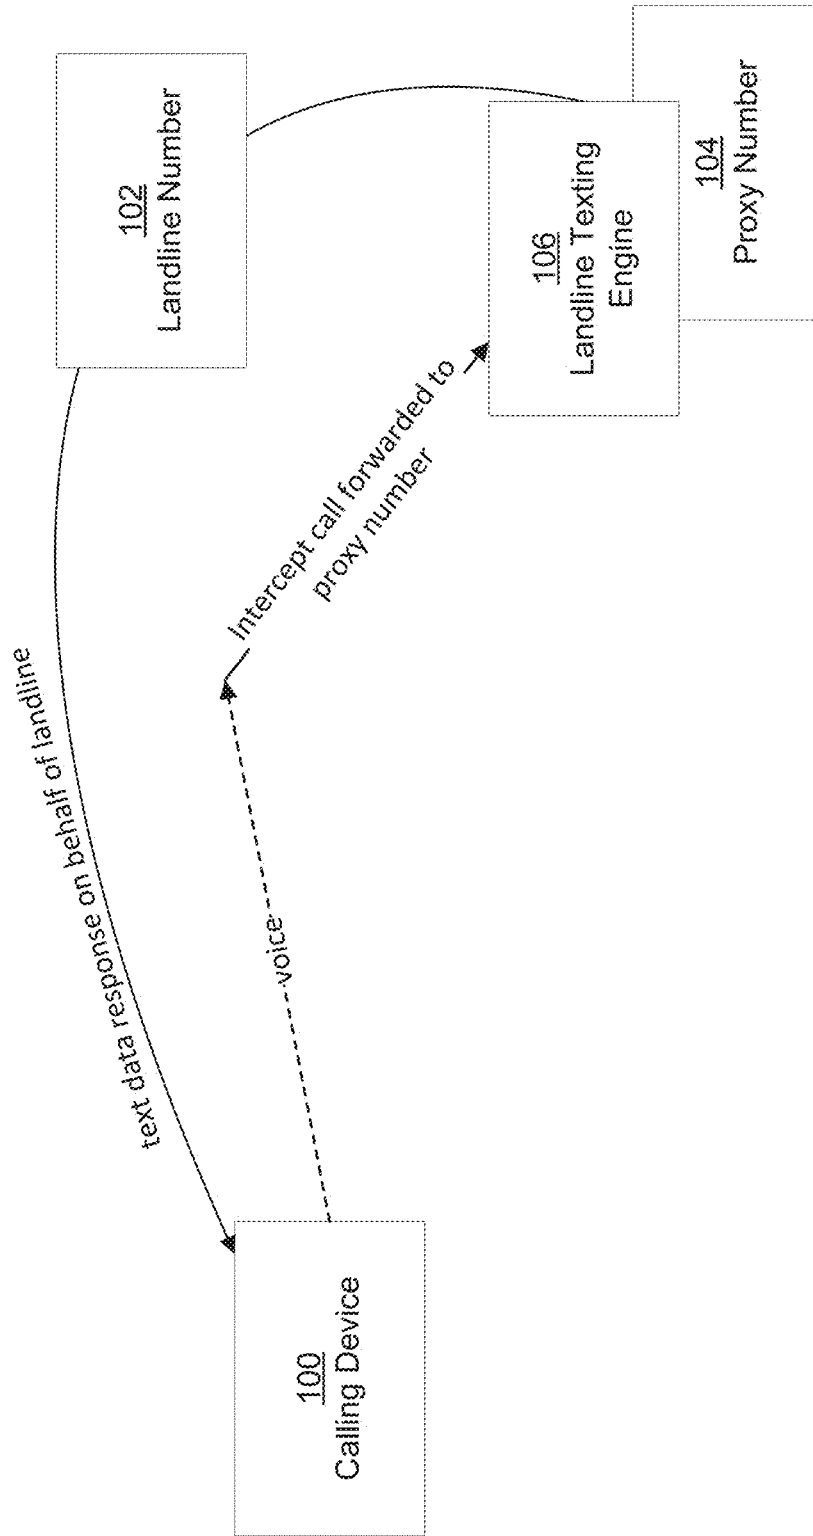 102
Landline Number
104
Proxy Number
106
Landline Texting
Engine
Intercept call forwarded to
proxy number
text data response on behalf of landline
voice
100
Calling Device